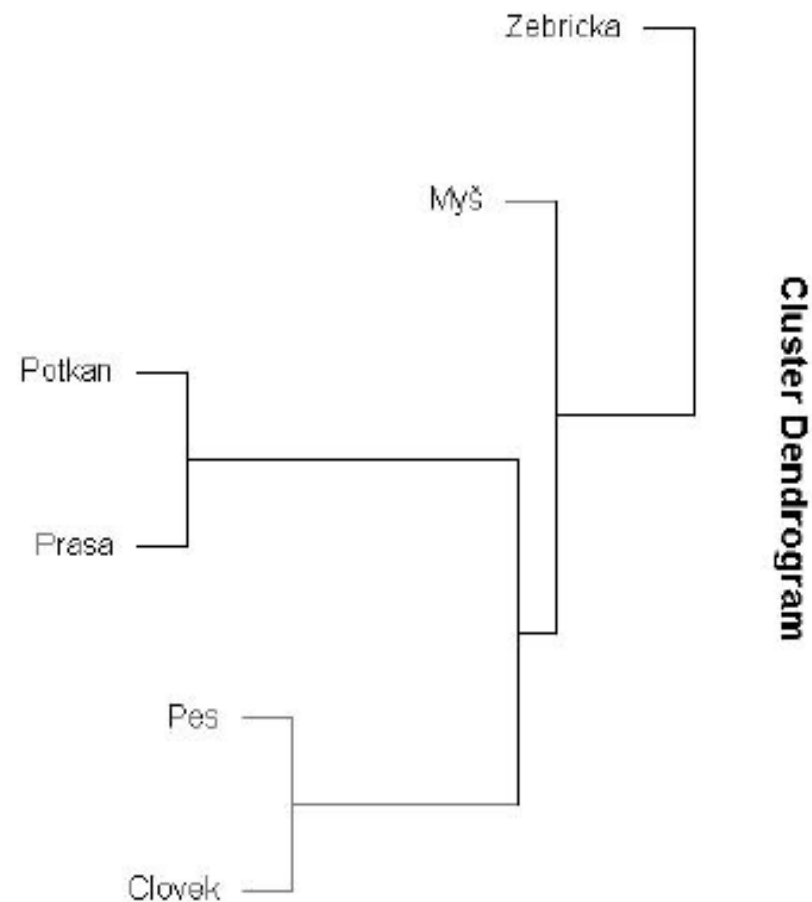 Zebricka
Myš
Potkan
Prasa
Pes
Clovek
Cluster Dendrogram